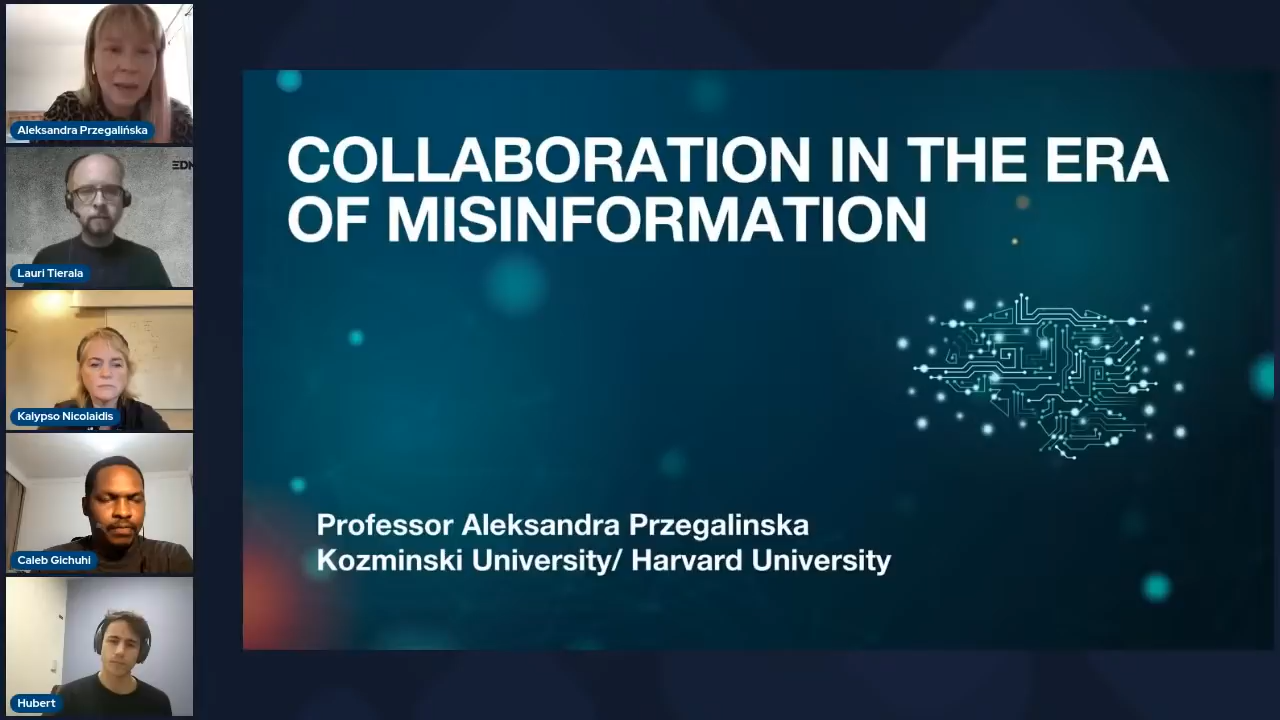 Aleksandra Przegalińska
EDM
Lauri Tierala
Kalypso Nicolaidis
Caleb Gichuhi
Hubert
COLLABORATION IN THE ERA
OF MISINFORMATION
Professor Aleksandra Przegalinska
Kozminski University/ Harvard University